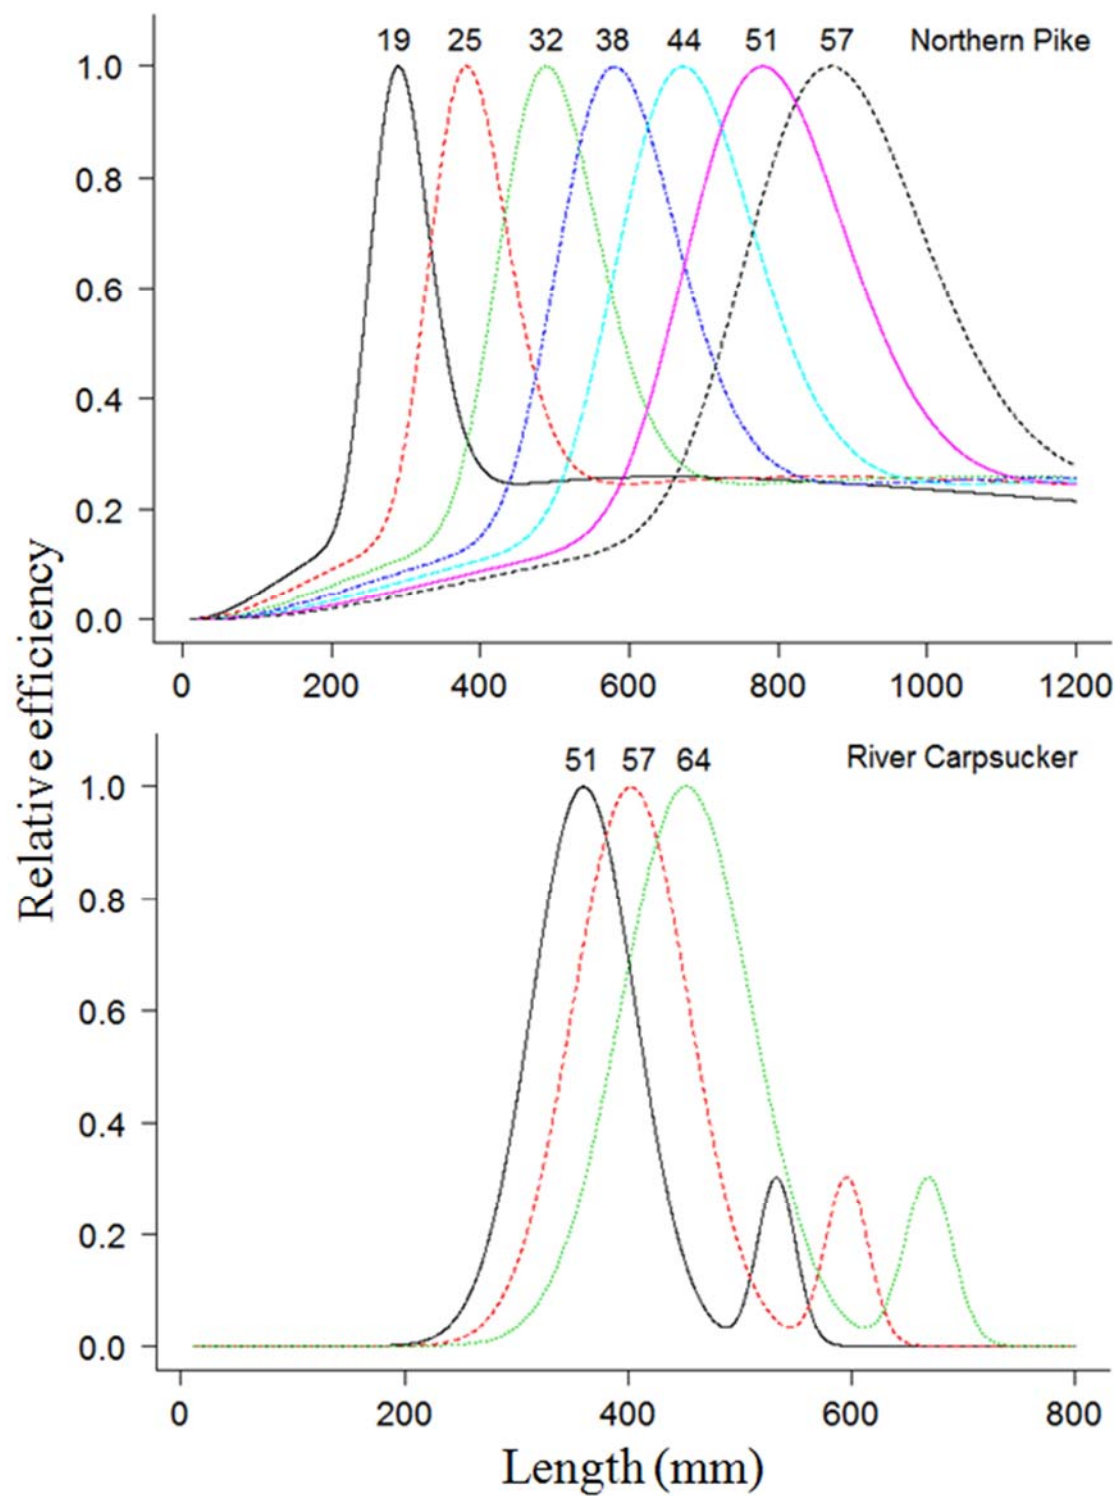 19 25 32 38 44 51 57 Northern Pike
1.0
0.8
0.6
0.4
0.2
0.0
0 200 400 600 800 1000 1200
Relative efficiency
51 57 64 River Carpsucker
1.0
0.8
0.6
0.4
0.2
0.0
0 200 400 600 800
Length (mm)